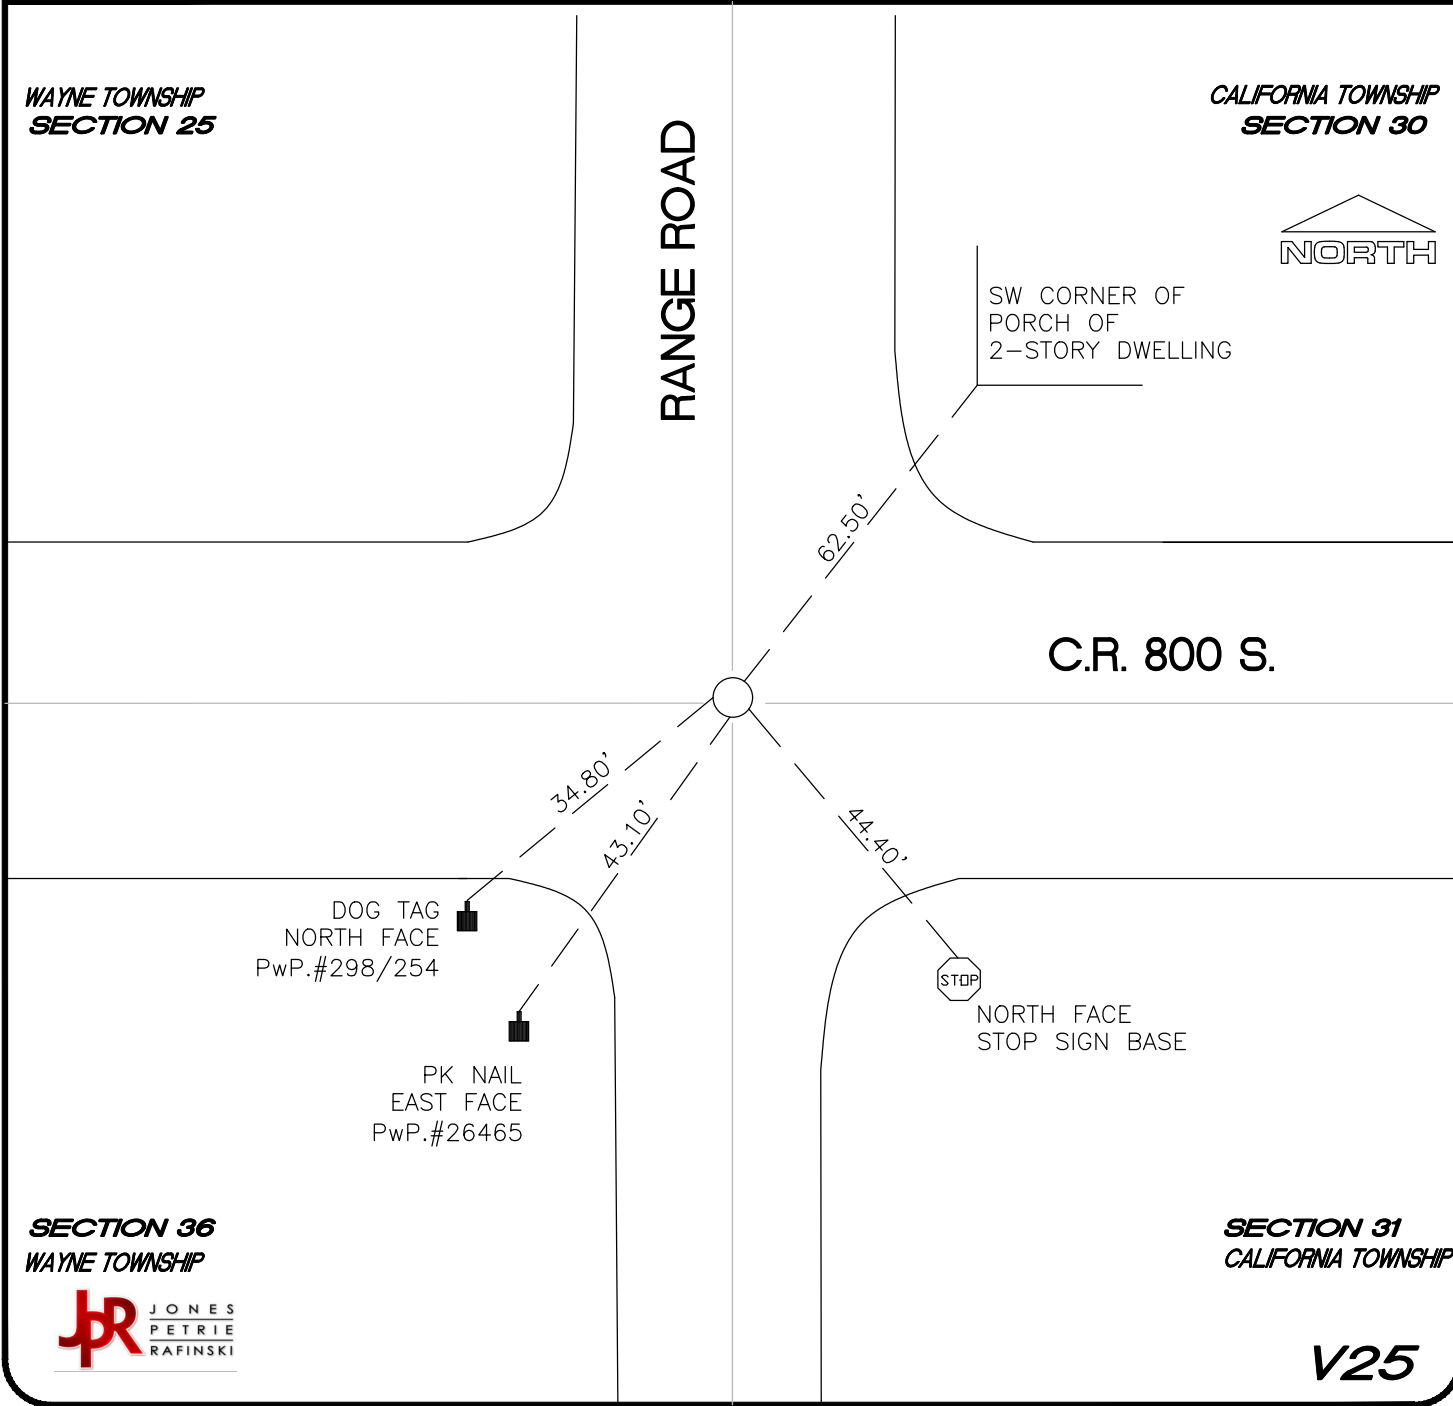 WAYNE TOWNSHIP
SECTION 25
CALIFORNIA TOWNSHIP
SECTION 30
NORTH
RANGE ROAD
SW CORNER OF
PORCH OF
2-STORY DWELLING
62.50'
C.R. 800 S.
34.80'
43.10'
44.40'
DOG TAG
NORTH FACE
PwP.#298/254
STOP
NORTH FACE
STOP SIGN BASE
PK NAIL
EAST FACE
PwP.#26465
SECTION 36
WAYNE TOWNSHIP
SECTION 31
CALIFORNIA TOWNSHIP
JPR
JONES
PETRIE
RAFINSKI
V25